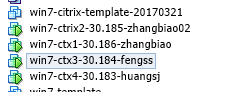 win7-citrix-template-20170321
win7-ctrix2-30.185-zhangbiao02
win7-ctx1-30.186-zhangbiao
win7-ctx3-30.184-fengss
win7-ctx4-30.183-huangsj
win7-template